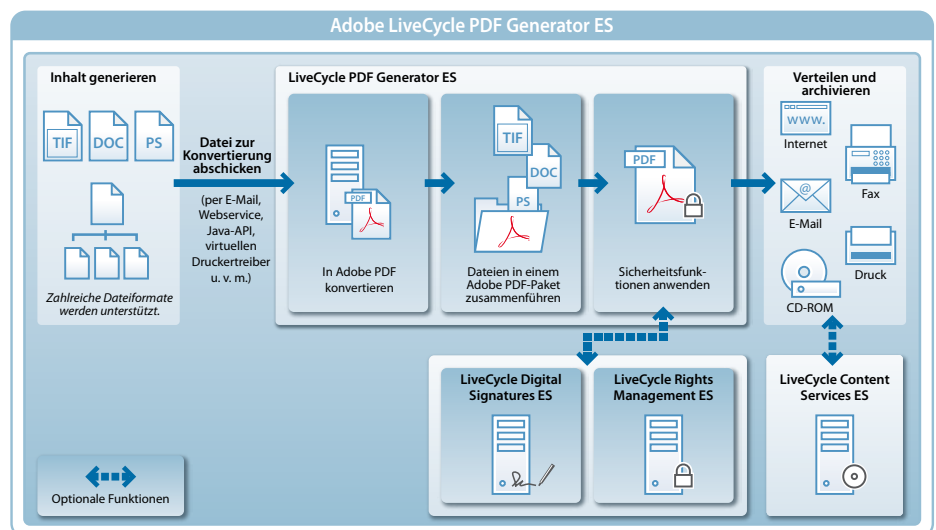 Adobe LiveCycle PDF Generator ES
Inhalt generieren
TIF
DOC
PS
Zahlreiche Dateiformate
werden unterstützt.
Datei zur
Konvertierung
abschicken
(per E-Mail,
Webservice,
Java-API,
virtuellen
Druckertreiber
u. v. m.)
LiveCycle PDF Generator ES
PDF
In Adobe PDF
konvertieren
TIF
DOC
PS
Dateien in einem
Adobe PDF-Paket
zusammenführen
PDF
Sicherheitsfunk-
tionen anwenden
Verteilen und
archivieren
www.
Internet
Fax
@
E-Mail
Druck
CD-ROM
LiveCycle Digital
Signatures ES
LiveCycle Rights
Management ES
LiveCycle Content
Services ES
Optionale Funktionen